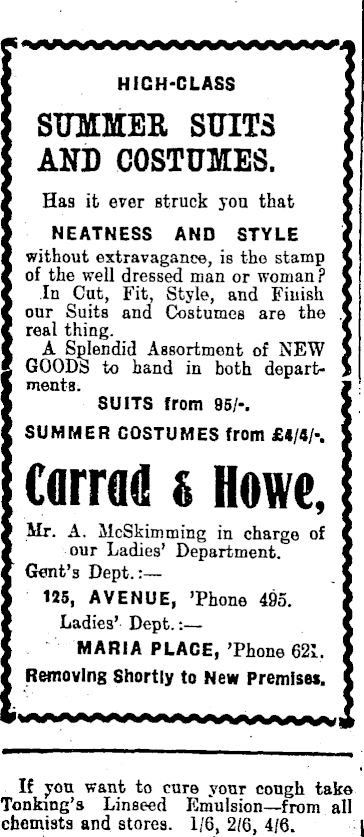 HIGH-CLASS
SUMMER SUITS
AND COSTUMES.
Has it ever struck you that
NEATNESS AND STYLE
without extravagance, is the stamp
of the well dressed man or woman?
In Cut, Fit, Style, and Finish
our Suits and Costumes are the
real thing.
A Splendid Assortment of NEW
GOODS to hand in both depart-
ments.
SUITS from 95/-.
SUMMER COSTUMES from £4/4/-.
Carrad & Howe,
Mr. A. McSkimming in charge of
our Ladies' Department.
Gent's Dept.:—
125, AVENUE, 'Phone 495.
Ladies' Dept.:—
MARIA PLACE, 'Phone 621.
Removing Shortly to New Premises.
If you want to cure your cough take
Tonking's Linseed Emulsion—from all
chemists and stores. 1/6, 2/6, 4/6.